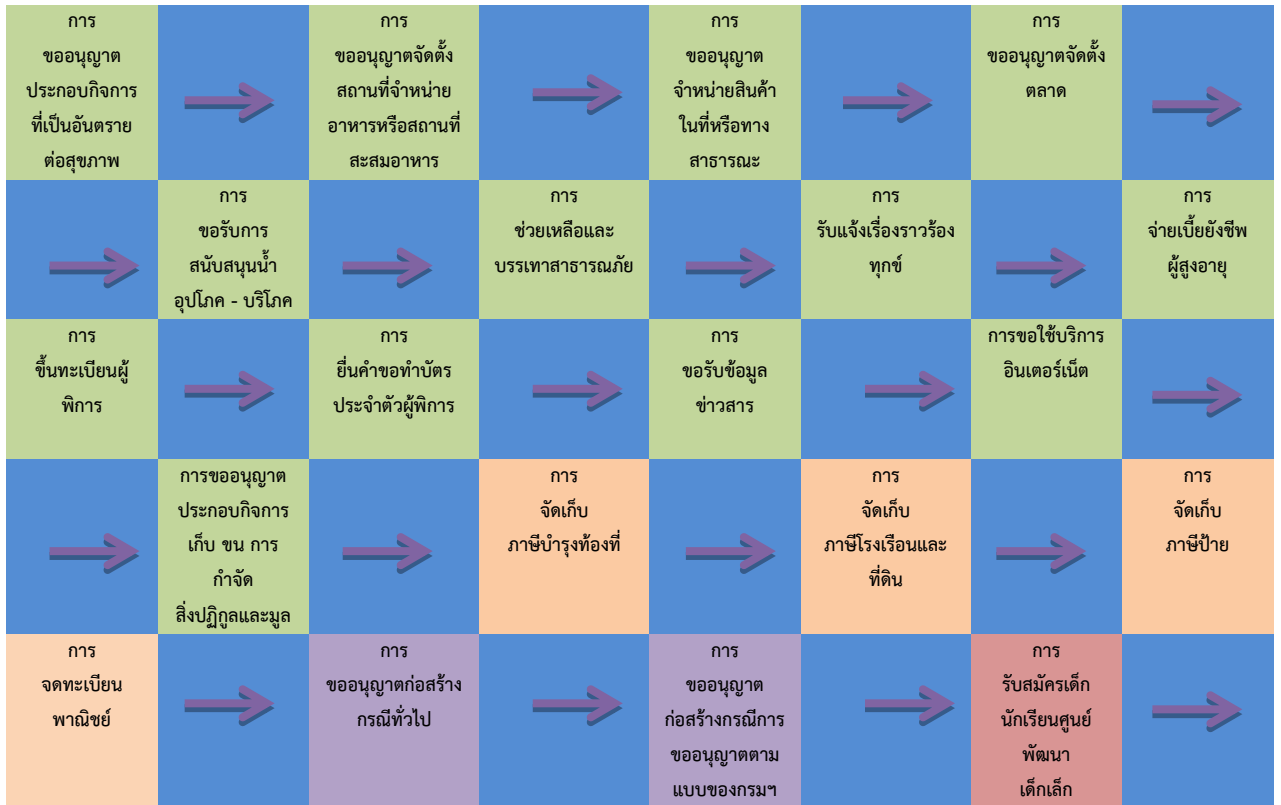 การ
ขออนุญาต
ประกอบกิจการ
ที่เป็นอันตราย
ต่อสุขภาพ
การ
ขออนุญาตจัดตั้ง
สถานที่จำหน่าย
อาหารหรือสถานที่
สะสมอาหาร
การ
ขออนุญาต
จำหน่ายสินค้า
ในที่หรือทาง
สาธารณะ
การ
ขออนุญาตจัดตั้ง
ตลาด
การ
ขอรับการ
สนับสนุนน้ำ
อุปโภค - บริโภค
การ
ช่วยเหลือและ
บรรเทาสาธารณภัย
การ
รับแจ้งเรื่องราวร้อง
ทุกข์
การ
จ่ายเบี้ยยังชีพ
ผู้สูงอายุ
การ
ขึ้นทะเบียนผู้
พิการ
การ
ยื่นคำขอทำบัตร
ประจำตัวผู้พิการ
การ
ขอรับข้อมูล
ข่าวสาร
การขอใช้บริการ
อินเตอร์เน็ต
การขออนุญาต
ประกอบกิจการ
เก็บ ขน การ
กำจัด
สิ่งปฏิกูลและมูล
การ
จัดเก็บ
ภาษีบำรุงท้องที่
การ
จัดเก็บ
ภาษีโรงเรือนและ
ที่ดิน
การ
จัดเก็บ
ภาษีป้าย
การ
จดทะเบียน
พาณิชย์
การ
ขออนุญาตก่อสร้าง
กรณีทั่วไป
การ
ขออนุญาต
ก่อสร้างกรณีการ
ขออนุญาตตาม
แบบของกรมฯ
การ
รับสมัครเด็ก
นักเรียนศูนย์
พัฒนา
เด็กเล็ก